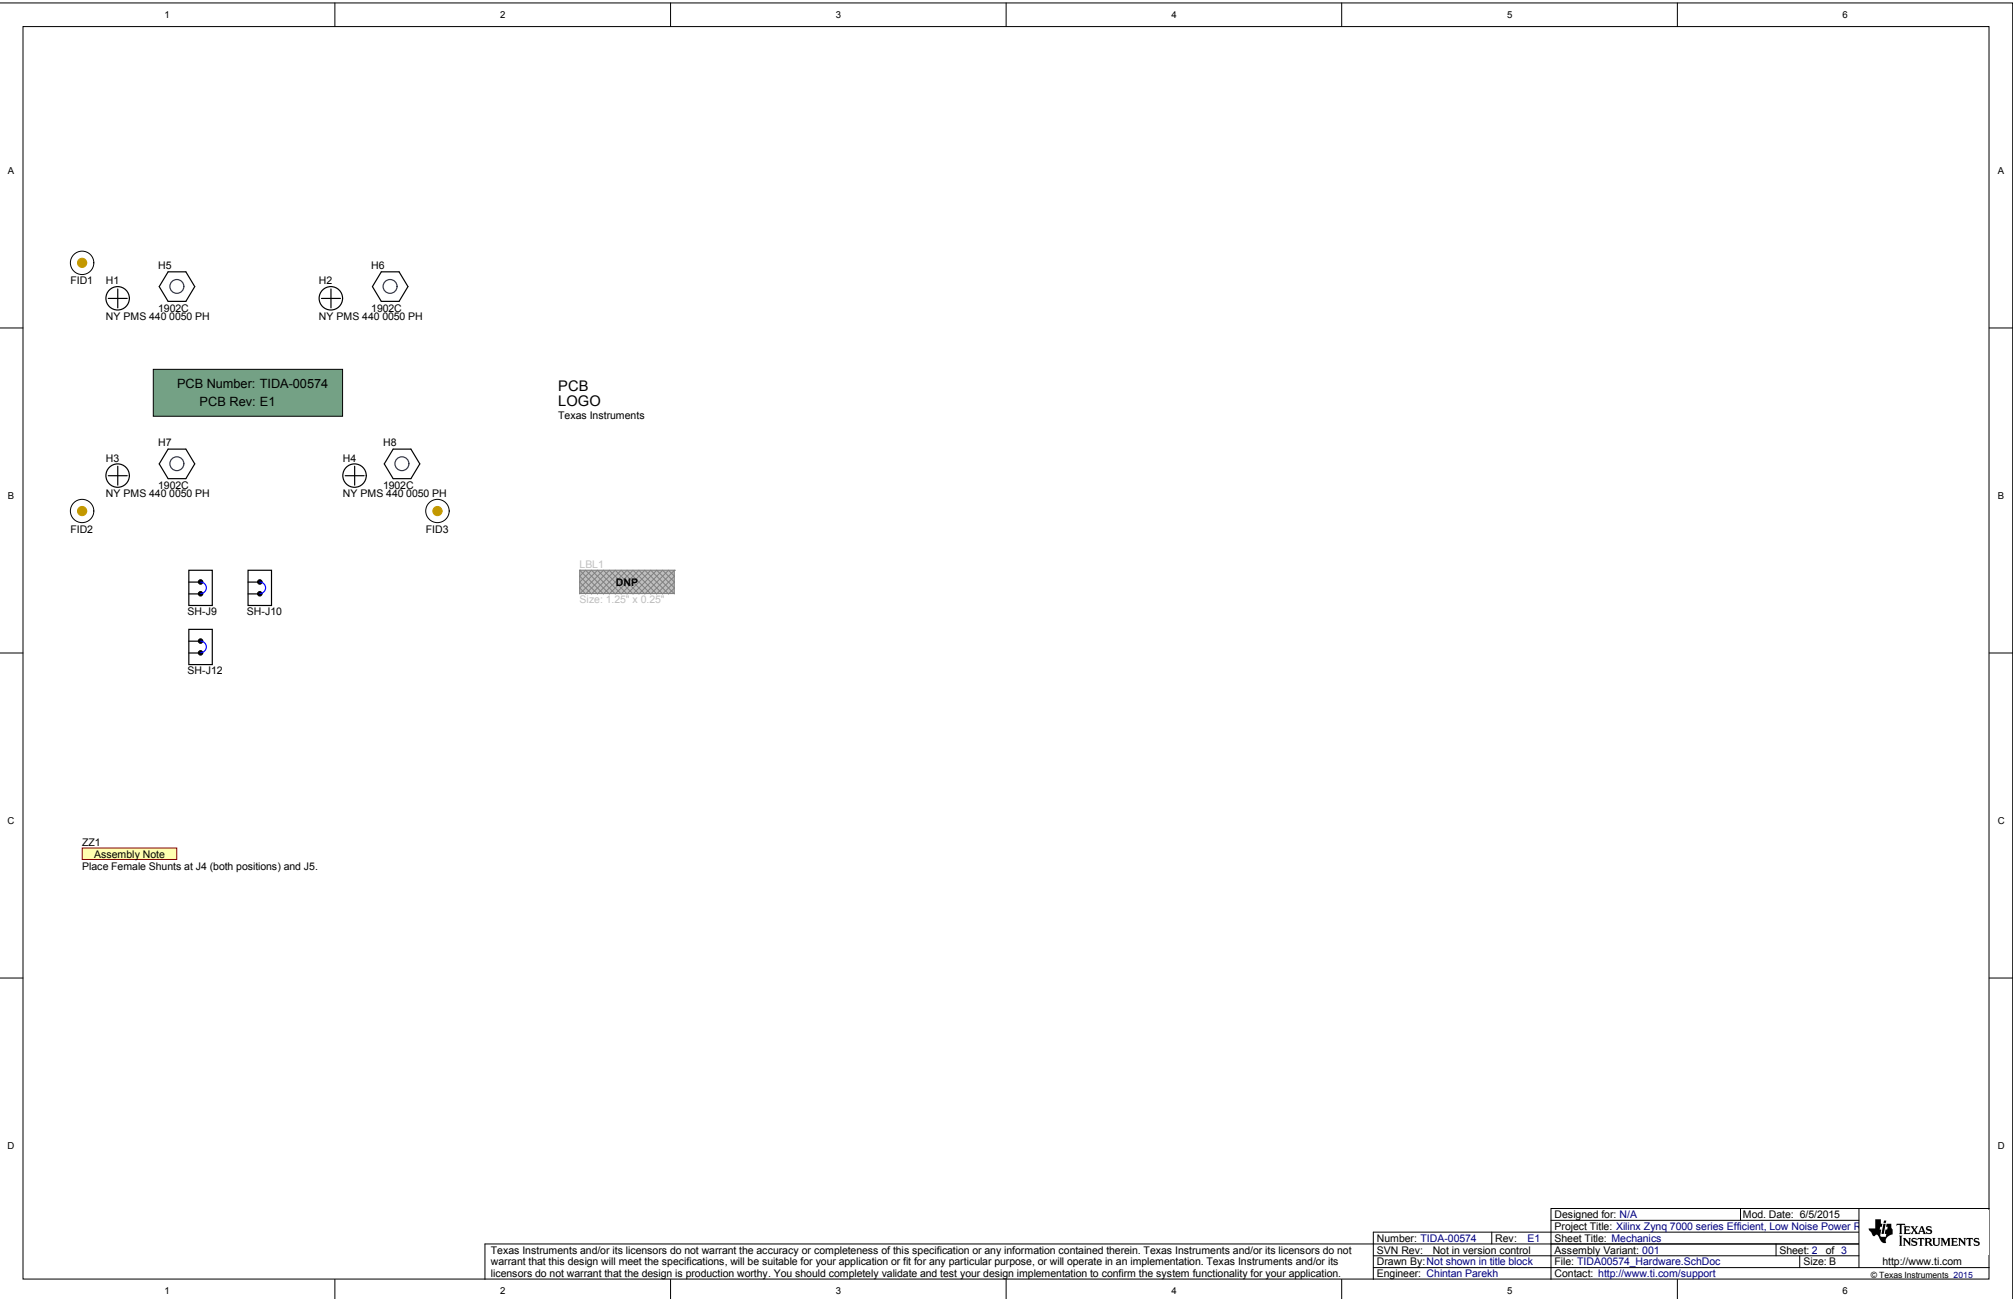 1 2 3 4 5 6
A A
FID1
H1
H5
1902C
NY PMS 440 0050 PH
H2
H6
1902C
NY PMS 440 0050 PH
PCB Number: TIDA-00574
PCB Rev: E1
PCB
LOGO
Texas Instruments
B B
H3
H7
1902C
NY PMS 440 0050 PH
H4
H8
1902C
NY PMS 440 0050 PH
FID2
FID3
SH-J9
SH-J10
SH-J12
LBL1
DNP
Size: 1.25" x 0.25"
C C
ZZ1
Assembly Note
Place Female Shunts at J4 (both positions) and J5.
D D
Texas Instruments and/or its licensors do not warrant the accuracy or completeness of this specification or any information contained therein. Texas Instruments and/or its licensors do not
warrant that this design will meet the specifications, will be suitable for your application or fit for any particular purpose, or will operate in an implementation. Texas Instruments and/or its
licensors do not warrant that the design is production worthy. You should completely validate and test your design implementation to confirm the system functionality for your application.
Number: TIDA-00574 Rev: E1
SVN Rev: Not in version control
Drawn By: Not shown in title block
Engineer: Chintan Parekh
Designed for: N/A Mod. Date: 6/5/2015
Project Title: Xilinx Zynq 7000 series Efficient, Low Noise Power R
Sheet Title: Mechanics
Assembly Variant: 001 Sheet: 2 of 3
File: TIDA00574_Hardware.SchDoc Size: B
Contact: http://www.ti.com/support
TEXAS
INSTRUMENTS
http://www.ti.com
© Texas Instruments 2015
1 2 3 4 5 6